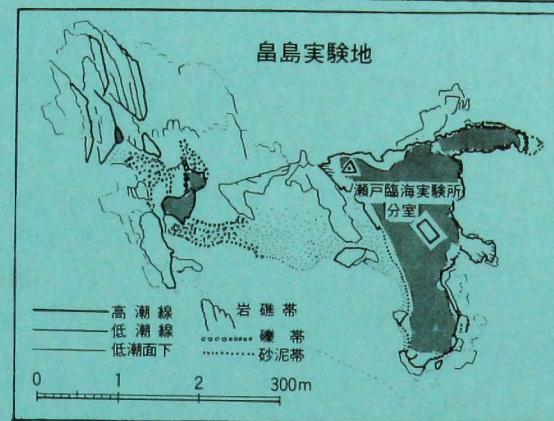 畠島実験地
瀬戸臨海実験所
分室
高潮線
低潮線
低潮面下
岩礁帯
礫帯
砂泥帯
0 1 2 300m